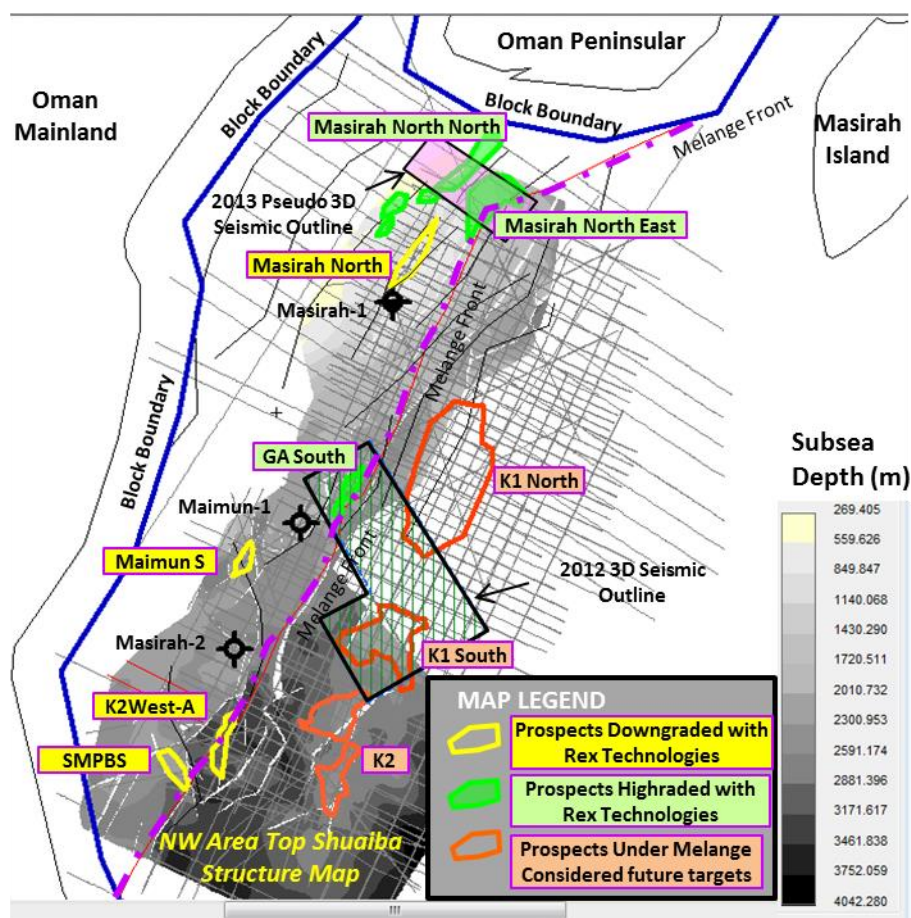 Oman Peninsular
Oman
Mainland
Block Boundary
Block Boundary
Melange Front
Masirah
Island
Masirah North North
2013 Pseudo 3D
Seismic Outline
Masirah North East
Masirah North
Masirah-1
Melange Front
Block Boundary
GA South
K1 North
Maimun-1
Maimun S
Melange Front
2012 3D Seismic
Outline
Masirah-2
K1 South
K2West-A
SMPBS
K2
NW Area Top Shuaiba
Structure Map
MAP LEGEND
Prospects Downgraded with
Rex Technologies
Prospects Highraded with
Rex Technologies
Prospects Under Melange
Considered future targets
Subsea
Depth (m)
269.405
559.626
849.847
1140.068
1430.290
1720.511
2010.732
2300.953
2591.174
2881.396
3171.617
3461.838
3752.059
4042.280